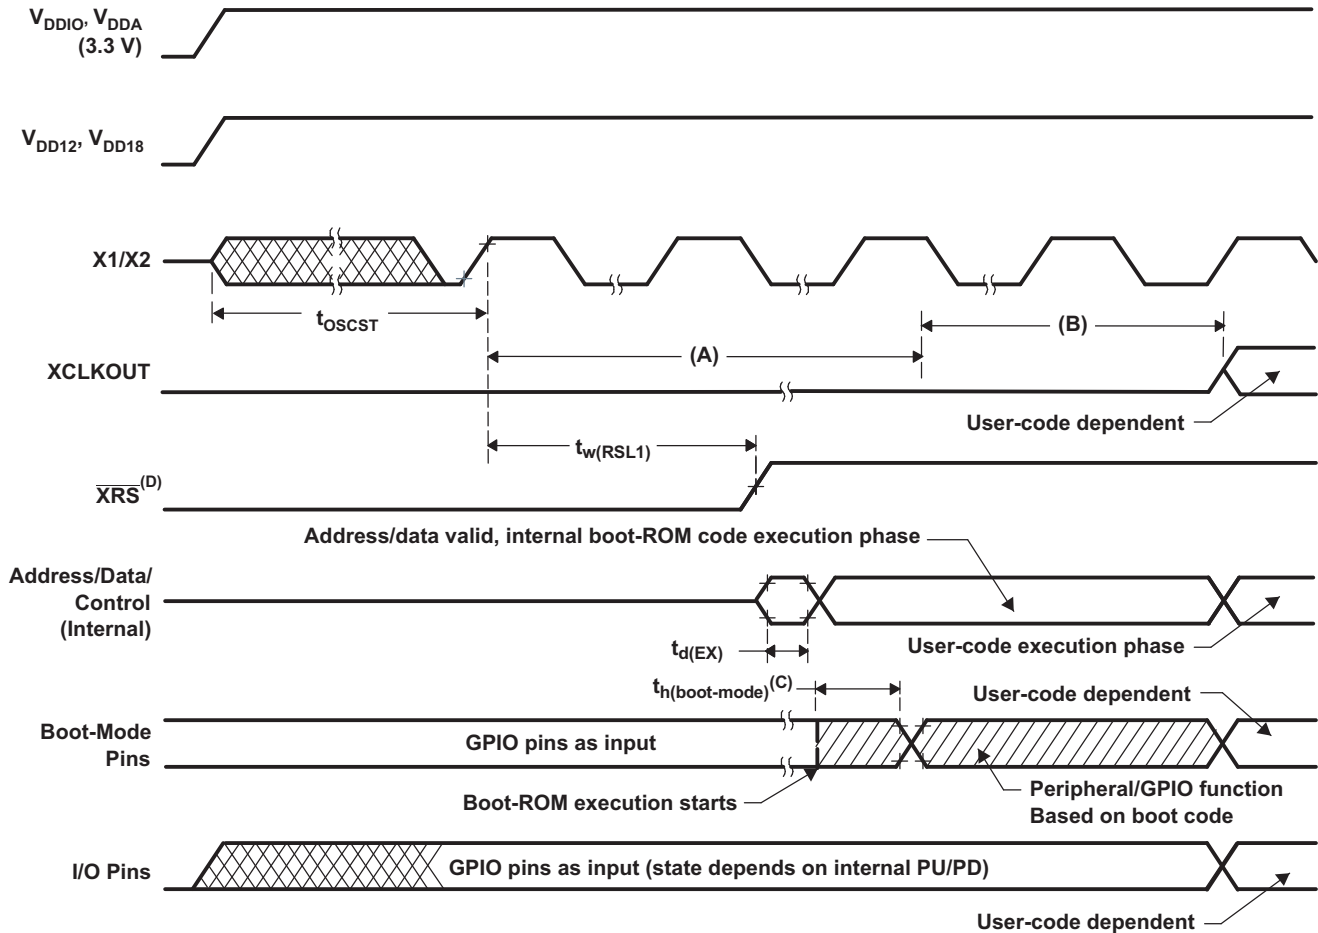 VDDIO, VDDA
(3.3 V)
VDD12, VDD18
X1/X2
tOSCST
(A)
(B)
XCLKOUT
User-code dependent
tw(RSL1)
XRS(D)
Address/data valid, internal boot-ROM code execution phase
Address/Data/
Control
(Internal)
User-code execution phase
td(EX)
th(boot-mode)(C)
User-code dependent
Boot-Mode
Pins
GPIO pins as input
Boot-ROM execution starts
Peripheral/GPIO function
Based on boot code
I/O Pins
GPIO pins as input (state depends on internal PU/PD)
User-code dependent